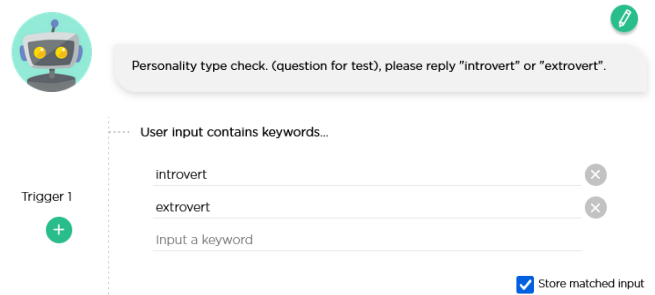 Personality type check. (question for test), please reply "introvert" or "extrovert".
User input contains keywords...
introvert
Trigger 1
extrovert
Input a keyword
Store matched input